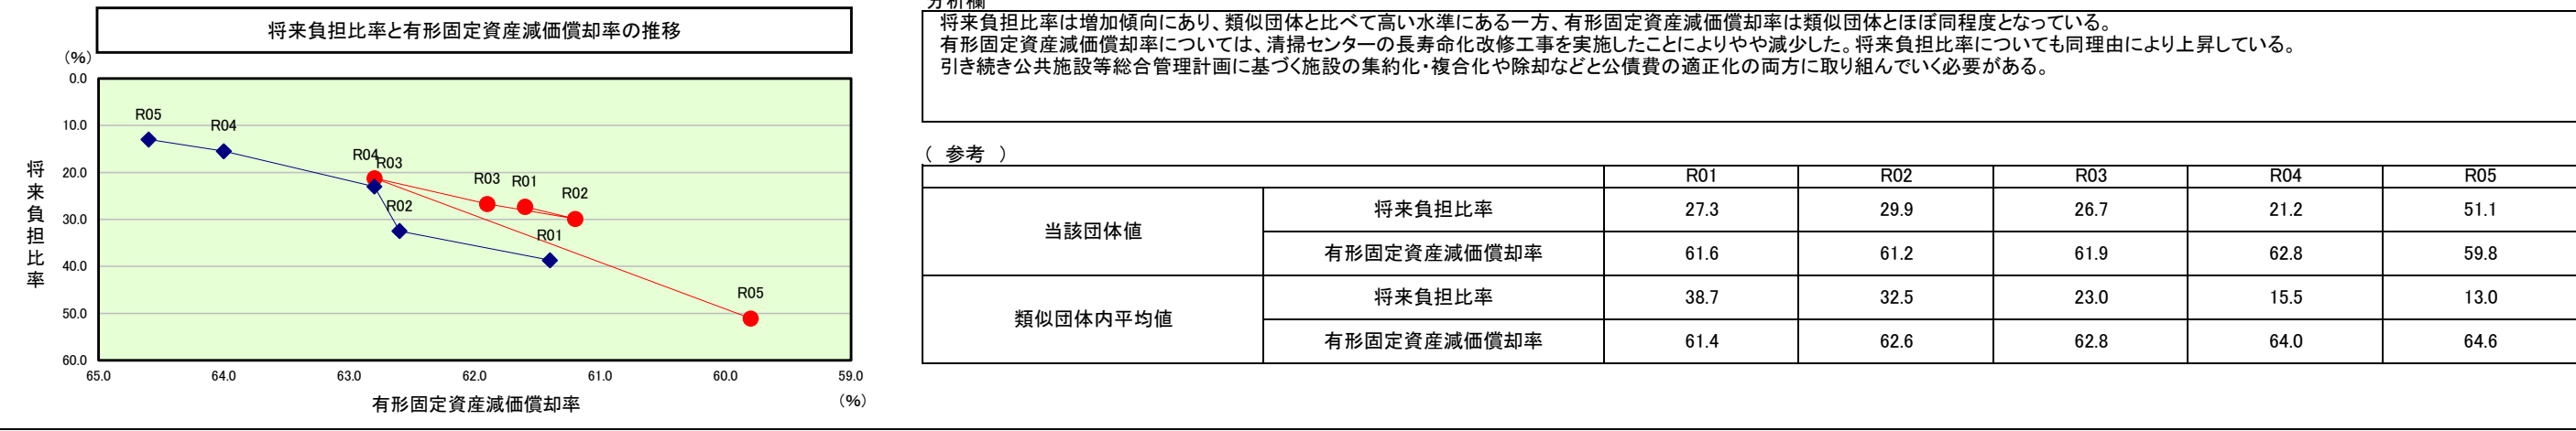 将来負担比率と有形固定資産減価償却率の推移
(%)
0.0
10.0
20.0
30.0
40.0
50.0
60.0
将来負担比率
R05
R04
R04
R03
R03
R01
R02
R02
R01
R05
65.0 64.0 63.0 62.0 61.0 60.0 59.0
有形固定資産減価償却率
(%)
分析欄
将来負担比率は増加傾向にあり、類似団体と比べて高い水準にある一方、有形固定資産減価償却率は類似団体とほぼ同程度となっている。
有形固定資産減価償却率については、清掃センターの長寿命化改修工事を実施したことによりやや減少した。将来負担比率についても同理由により上昇している。
引き続き公共施設等総合管理計画に基づく施設の集約化・複合化や除却などと公債費の適正化の両方に取り組んでいく必要がある。
( 参考 )
R01 R02 R03 R04 R05
当該団体値
将来負担比率 27.3 29.9 26.7 21.2 51.1
有形固定資産減価償却率 61.6 61.2 61.9 62.8 59.8
類似団体内平均値
将来負担比率 38.7 32.5 23.0 15.5 13.0
有形固定資産減価償却率 61.4 62.6 62.8 64.0 64.6